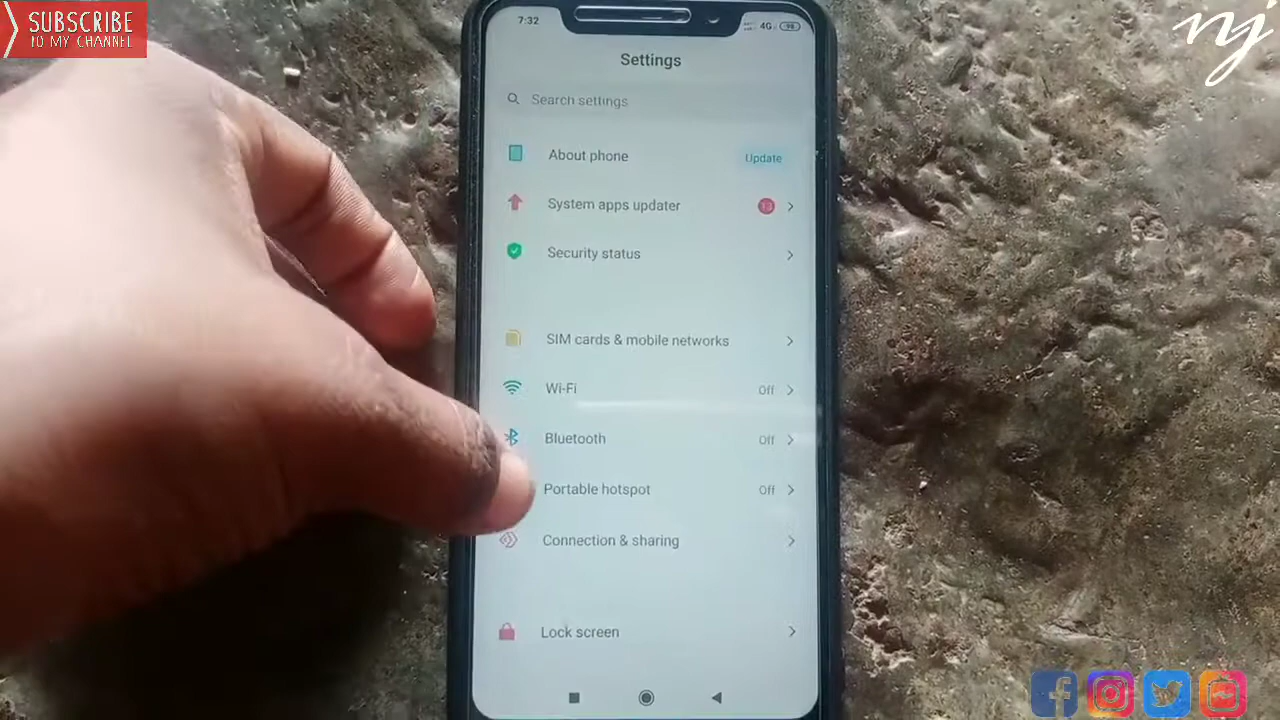 SUBSCRIBE
TO MY CHANNEL
nj
7:32
4G
Settings
Search settings
About phone
Update
System apps updater
Security status
SIM cards & mobile networks
Wi-Fi
Off
Bluetooth
Off
Portable hotspot
Off
Connection & sharing
Lock screen